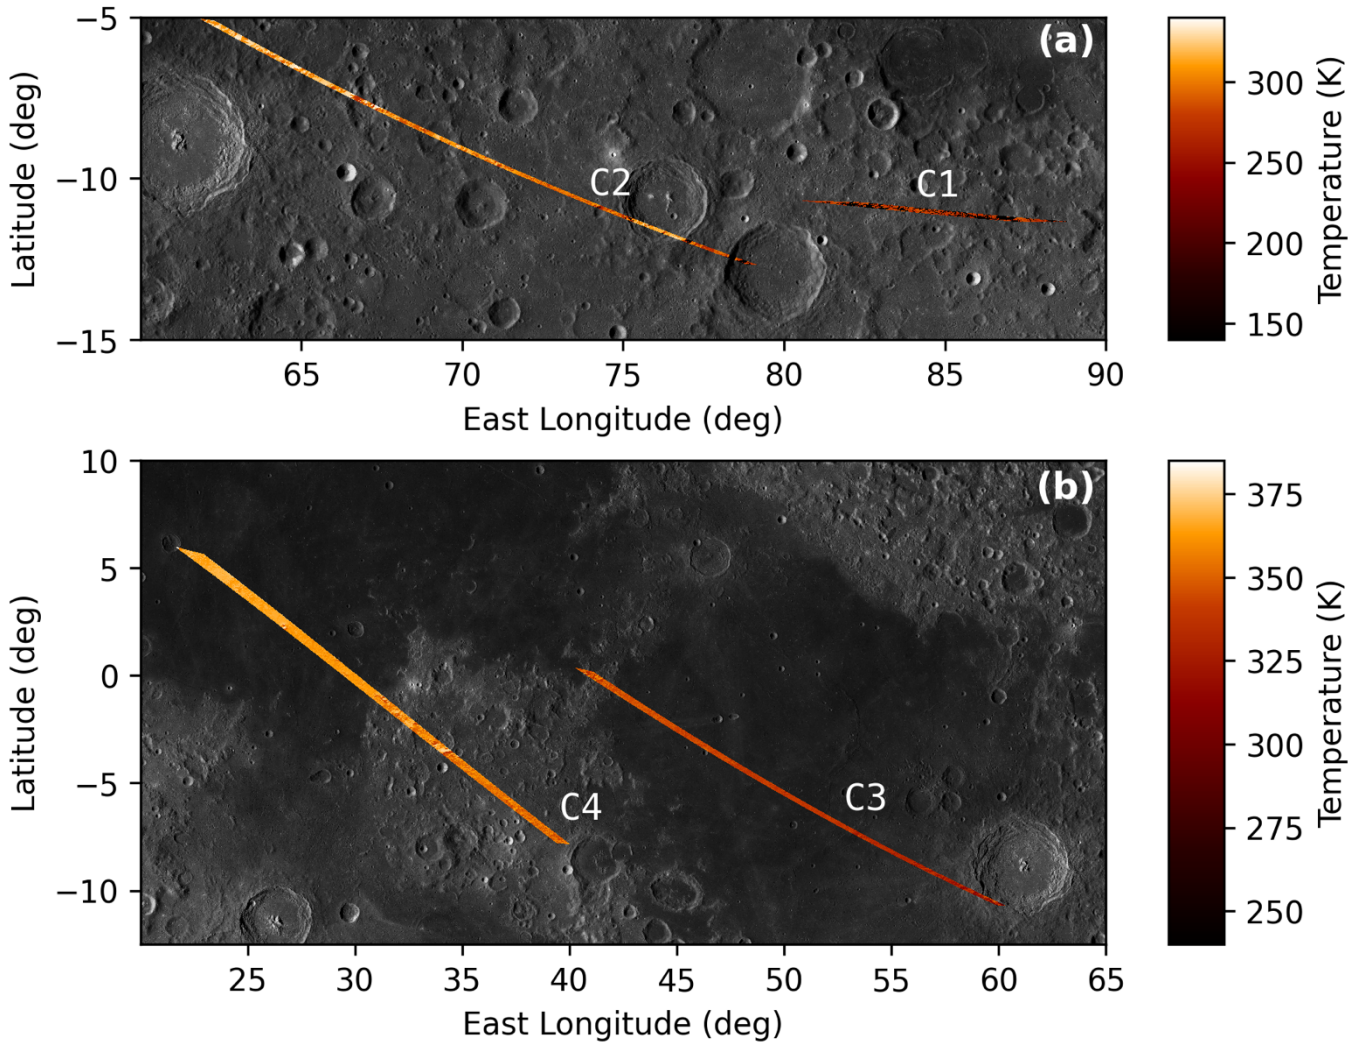 (a)
−5
−10
−15
Latitude (deg)
C2
C1
65
70
75
80
85
90
East Longitude (deg)
300
250
200
150
Temperature (K)
(b)
10
5
0
−5
−10
Latitude (deg)
C4
C3
25
30
35
40
45
50
55
60
65
East Longitude (deg)
375
350
325
300
275
250
Temperature (K)